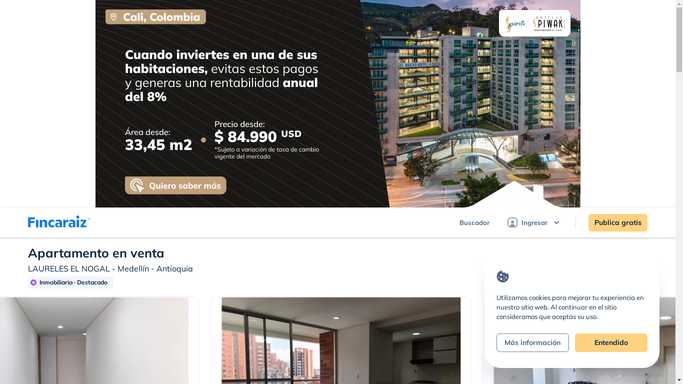 Cali, Colombia
Cuando inviertes en una de sus
habitaciones, evitas estos pagos
y generas una rentabilidad anual
del 8%
Área desde:
33,45 m2
Precio desde:
$ 84.990 USD
*Sujeto a variación de tasa de cambio
vigente del mercado
Quiero saber más
SPIWAK
Fincaraiz
Buscador
Ingresar
Publica gratis
Apartamento en venta
LAURELES EL NOGAL - Medellín - Antioquia
Inmobiliaria · Destacado
Utilizamos cookies para mejorar tu experiencia en
nuestro sitio web. Al continuar en el sitio
consideramos que aceptas su uso.
Más información
Entendido